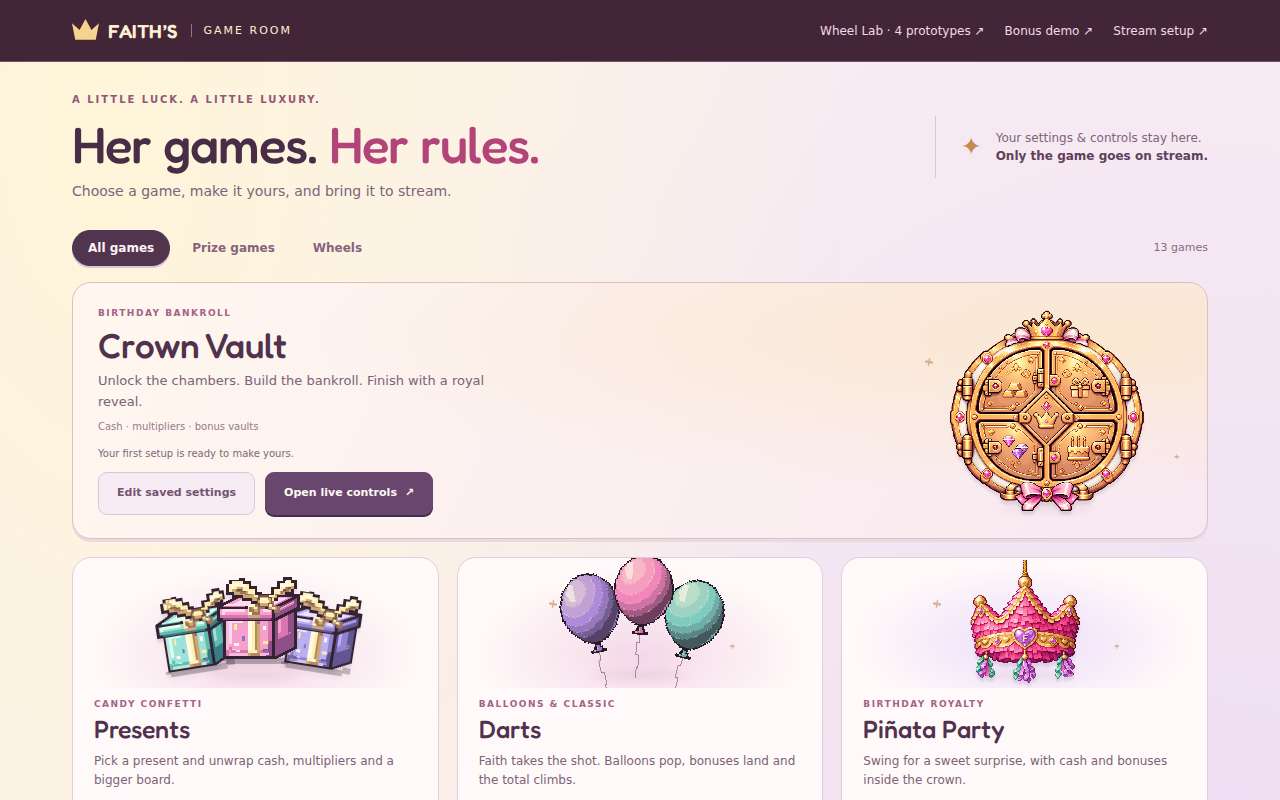 FAITH'S
GAME ROOM
Wheel Lab · 4 prototypes ↗
Bonus demo ↗
Stream setup ↗
A LITTLE LUCK. A LITTLE LUXURY.
Her games. Her rules.
Choose a game, make it yours, and bring it to stream.
Your settings & controls stay here.
Only the game goes on stream.
All games
Prize games
Wheels
13 games
BIRTHDAY BANKROLL
Crown Vault
Unlock the chambers. Build the bankroll. Finish with a royal
reveal.
Cash · multipliers · bonus vaults
Your first setup is ready to make yours.
Edit saved settings
Open live controls ↗
CANDY CONFETTI
Presents
Pick a present and unwrap cash, multipliers and a
bigger board.
BALLOONS & CLASSIC
Darts
Faith takes the shot. Balloons pop, bonuses land and
the total climbs.
BIRTHDAY ROYALTY
Piñata Party
Swing for a sweet surprise, with cash and bonuses
inside the crown.